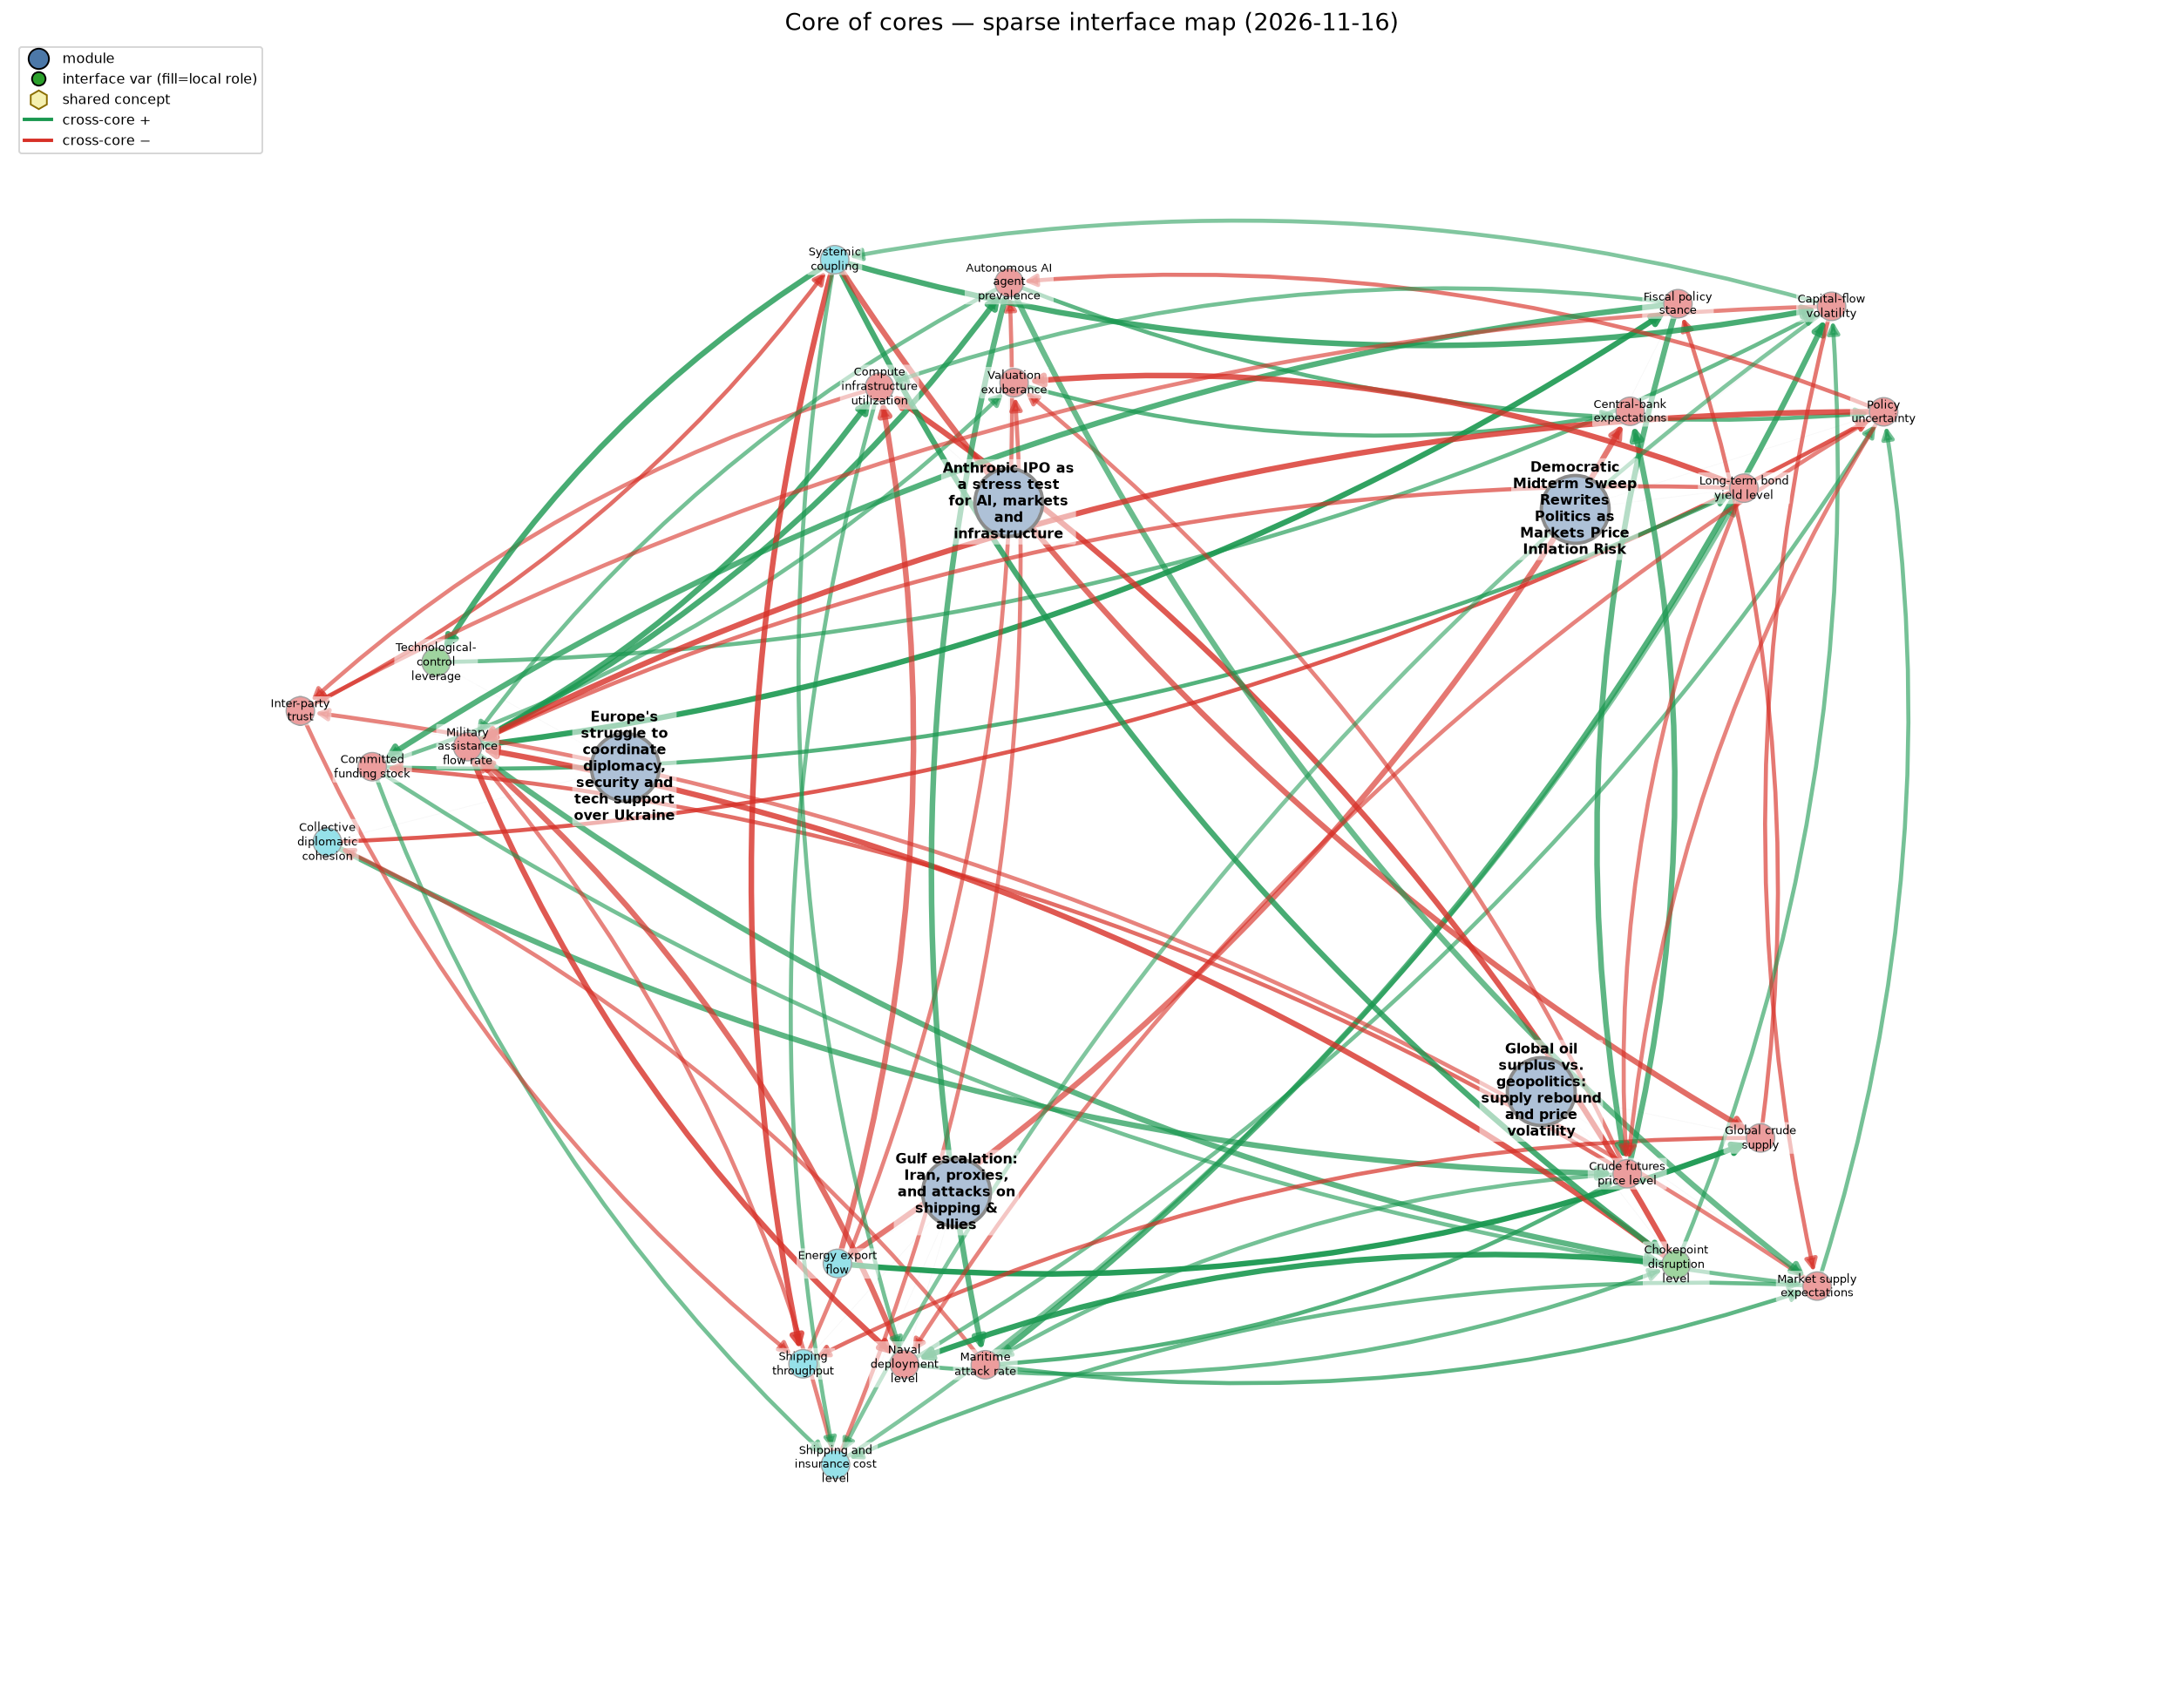 Core of cores — sparse interface map (2026-11-16)
module
interface var (fill=local role)
shared concept
cross-core +
cross-core −
Systemic
coupling
Autonomous AI
agent
prevalence
Fiscal policy
stance
Capital-flow
volatility
Compute
infrastructure
utilization
Valuation
exuberance
Central-bank
expectations
Policy
uncertainty
Anthropic IPO as
a stress test
for AI, markets
and
infrastructure
Democratic
Midterm Sweep
Rewrites
Politics as
Markets Price
Inflation Risk
Long-term bond
yield level
Technological-
control
leverage
Inter-party
trust
Military
assistance
flow rate
Committed
funding stock
Europe's
struggle to
coordinate
diplomacy,
security and
tech support
over Ukraine
Collective
diplomatic
cohesion
Global oil
surplus vs.
geopolitics:
supply rebound
and price
volatility
Global crude
supply
Crude futures
price level
Gulf escalation:
Iran, proxies,
and attacks on
shipping &
allies
Energy export
flow
Chokepoint
disruption
level
Market supply
expectations
Shipping
throughput
Naval
deployment
level
Maritime
attack rate
Shipping and
insurance cost
level